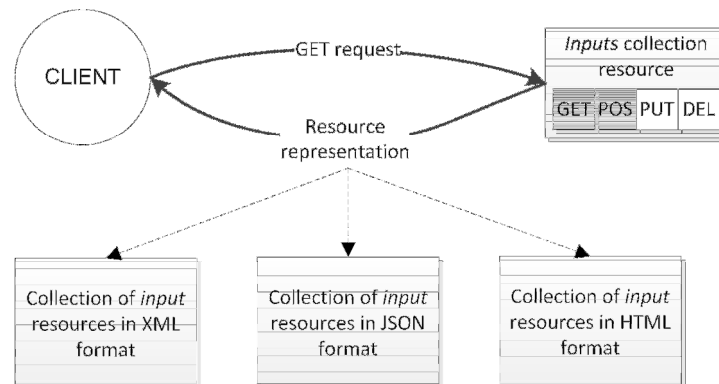 CLIENT
GET request
Inputs collection
resource
GET POS PUT DEL
Resource
representation
Collection of input
resources in XML
format
Collection of input
resources in JSON
format
Collection of input
resources in HTML
format